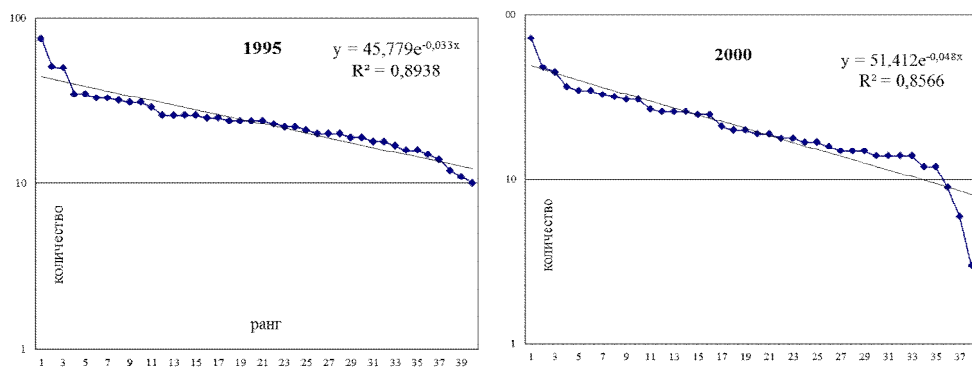 100
1995
y = 45,779e-0,033x
R² = 0,8938
10
количество
ранг
1
1 3 5 7 9 11 13 15 17 19 21 23 25 27 29 31 33 35 37 39
00
2000
y = 51,412e-0,048x
R² = 0,8566
10
количество
1
1 3 5 7 9 11 13 15 17 19 21 23 25 27 29 31 33 35 37